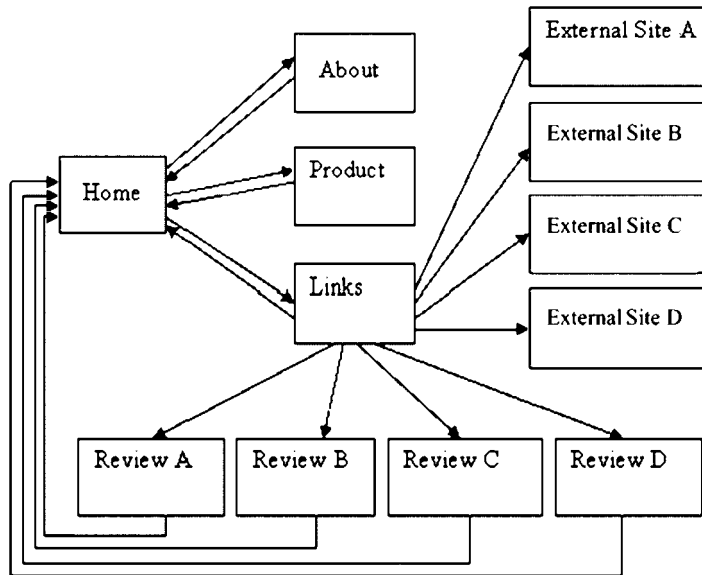 Home
About
Product
Links
External Site A
External Site B
External Site C
External Site D
Review A
Review B
Review C
Review D